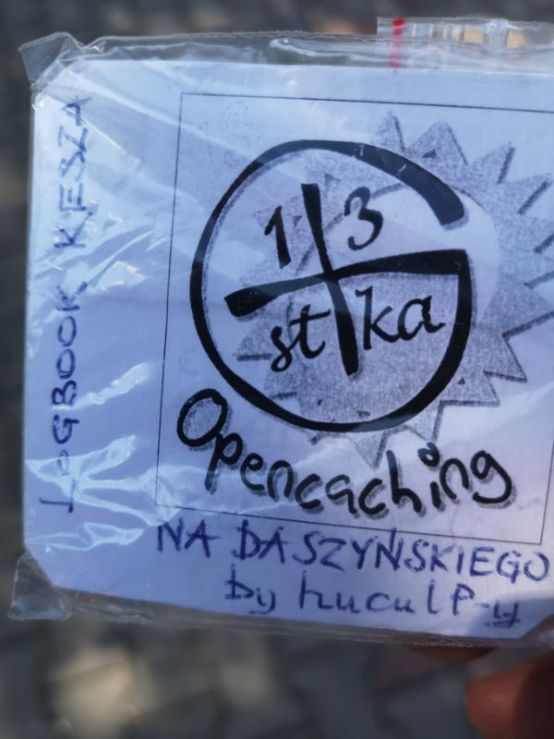 LOGBOOK KESZA
1 3
st ka
Opencaching
NA DASZYŃSKIEGO
by huculP-y